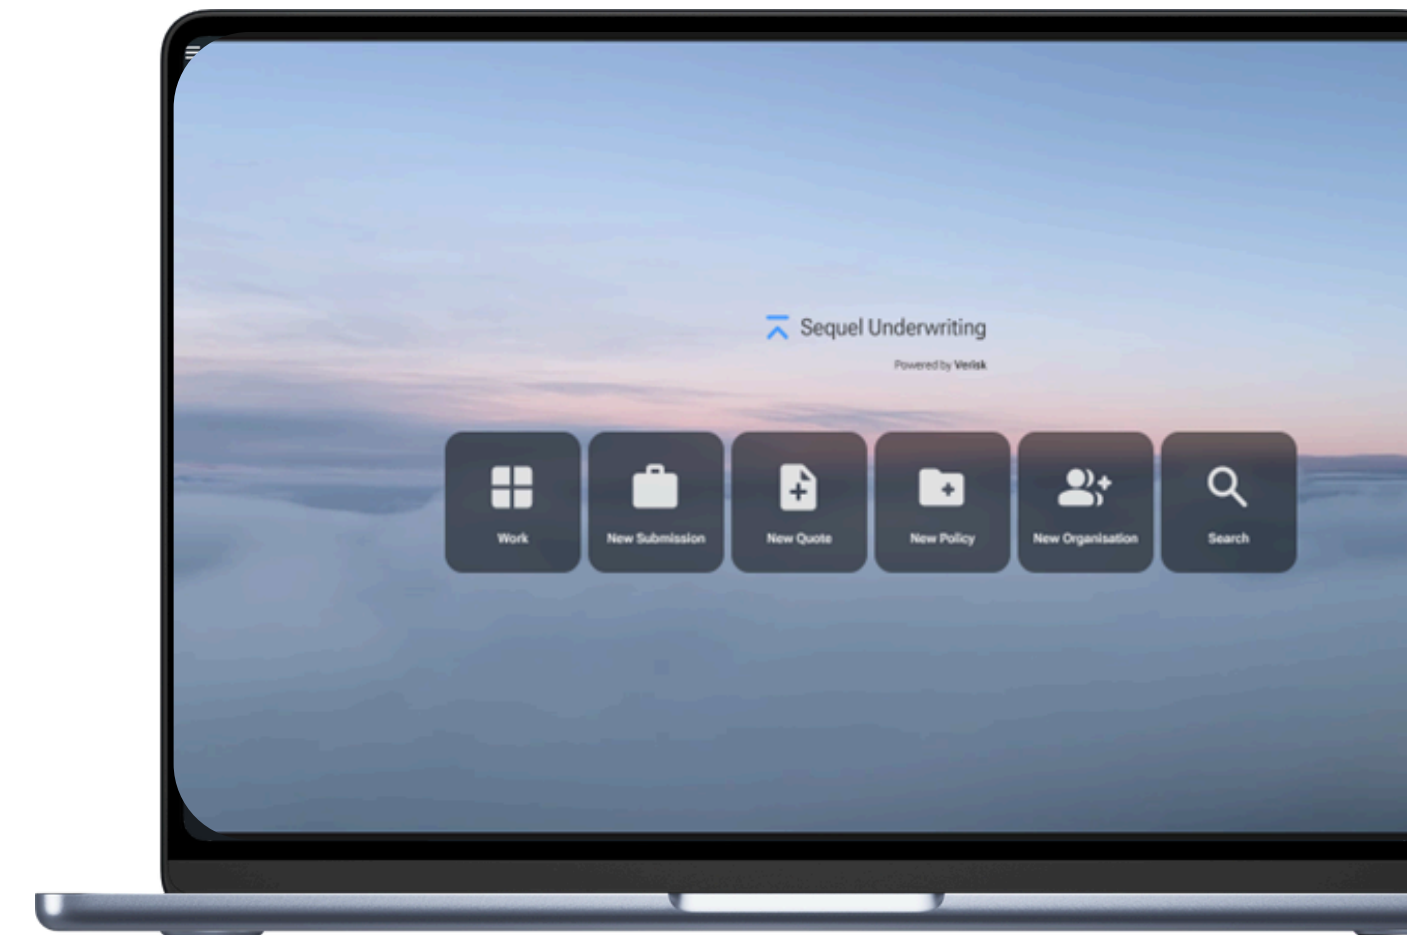 Sequel Underwriting
Powered by Verisk
Work
New Submission
New Quote
New Policy
New Organisation
Search